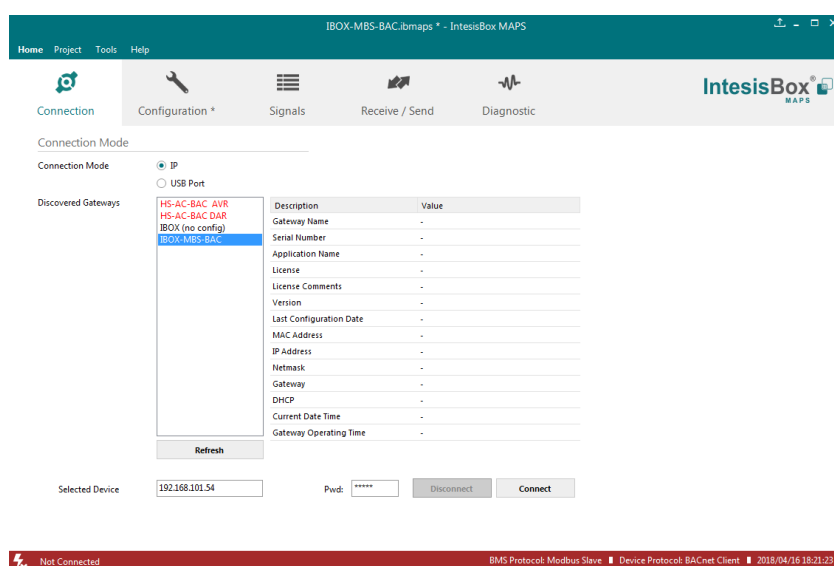 IBOX-MBS-BAC.ibmaps * - IntesisBox MAPS
Home Project Tools Help
Connection Configuration * Signals Receive / Send Diagnostic
IntesisBox®
MAPS
Connection Mode
Connection Mode IP
USB Port
Discovered Gateways
HS-AC-BAC AVR
HS-AC-BAC DAR
IBOX (no config)
IBOX-MBS-BAC
Description Value
Gateway Name -
Serial Number -
Application Name -
License -
License Comments -
Version -
Last Configuration Date -
MAC Address -
IP Address -
Netmask -
Gateway -
DHCP -
Current Date Time -
Gateway Operating Time -
Refresh
Selected Device 192.168.101.54 Pwd: ***** Disconnect Connect
Not Connected BMS Protocol: Modbus Slave Device Protocol: BACnet Client 2018/04/16 18:21:23